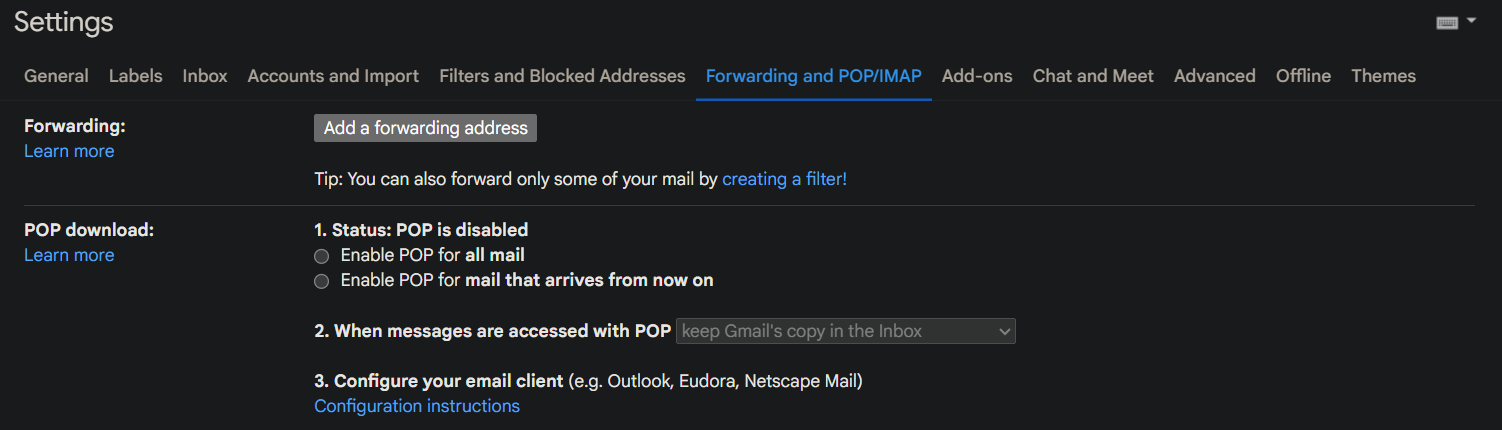 Settings
General Labels Inbox Accounts and Import Filters and Blocked Addresses Forwarding and POP/IMAP Add-ons Chat and Meet Advanced Offline Themes
Forwarding:
Learn more
Add a forwarding address
Tip: You can also forward only some of your mail by creating a filter!
POP download:
Learn more
1. Status: POP is disabled
Enable POP for all mail
Enable POP for mail that arrives from now on
2. When messages are accessed with POP keep Gmail's copy in the Inbox
3. Configure your email client (e.g. Outlook, Eudora, Netscape Mail)
Configuration instructions